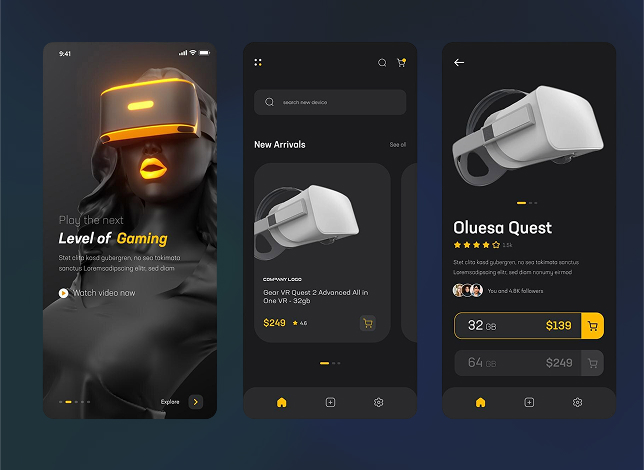 9:41
Play the next
Level of Gaming
Stet clita kasd gubergren, no sea takimata
sanctus Loremsadipscing elitr, sed diam
Watch video now
Explore
search new device
New Arrivals
See all
COMPANY LOGO
Gear VR Quest 2 Advanced All in
One VR - 32gb
$249
4.6
Oluesa Quest
1.5k
Stet clita kasd gubergren, no sea takimata sanctus
Loremsadipscing elitr, sed diam nonumy eirmod
You and 4.8K followers
32 GB
$139
64 GB
$249